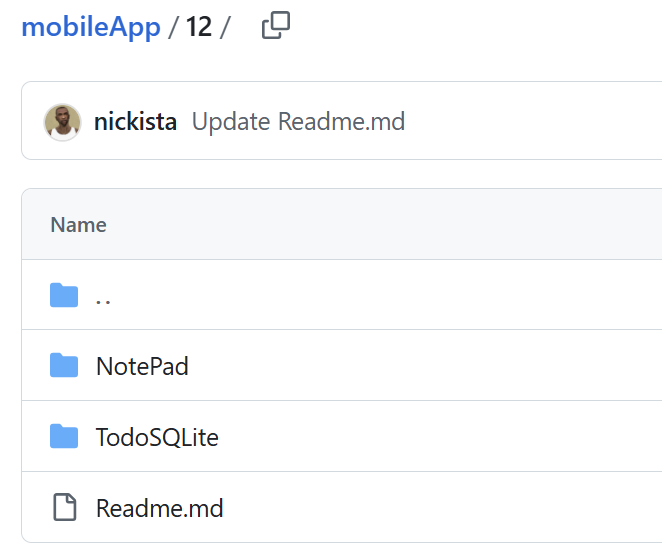 mobileApp / 12 /
nickista Update Readme.md
Name
..
NotePad
TodoSQLite
Readme.md